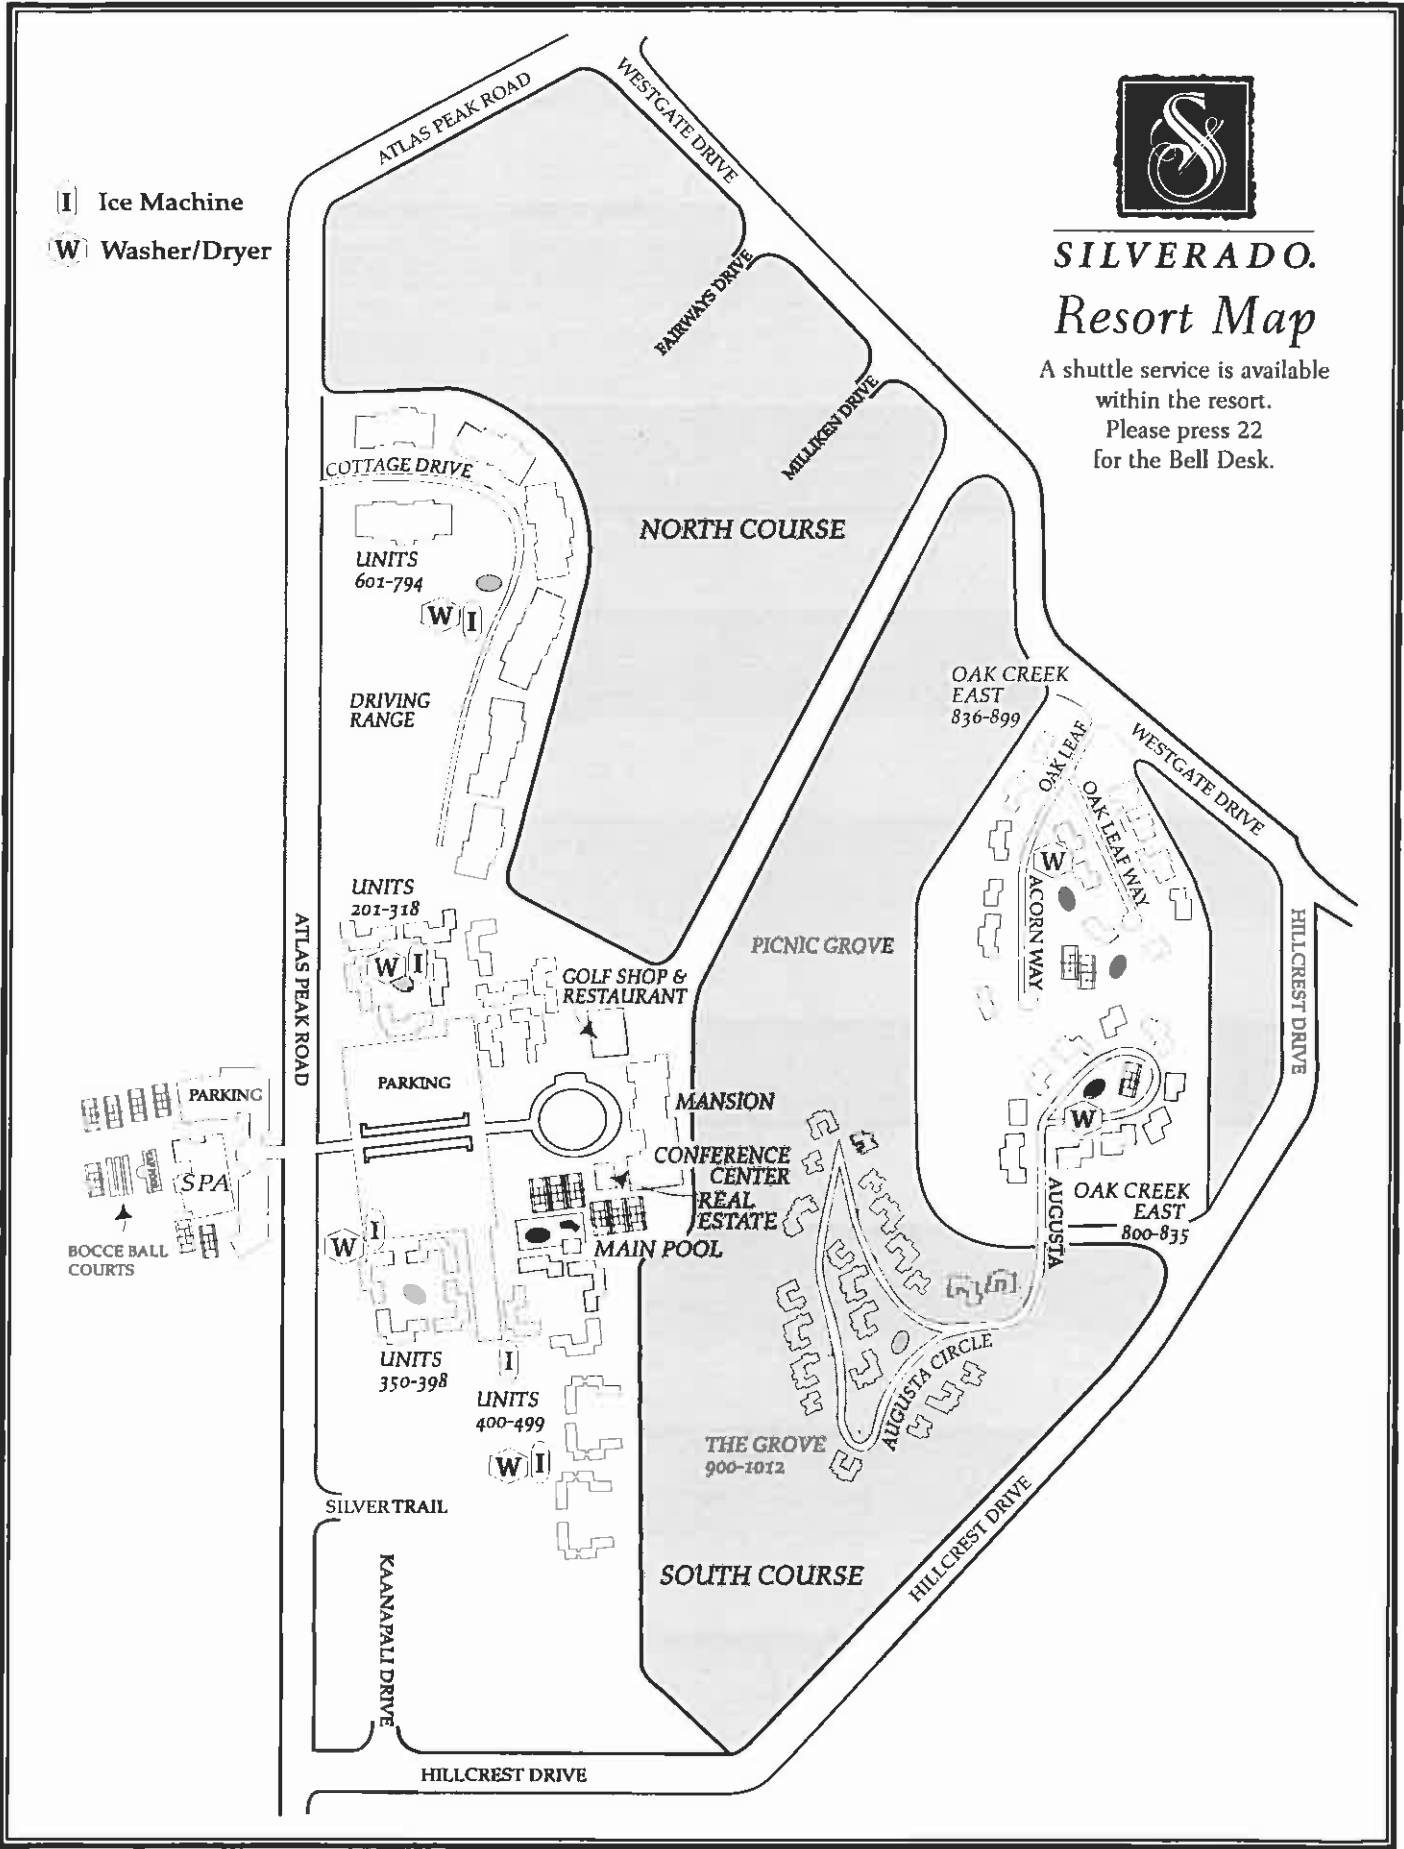 ATLAS PEAK ROAD
WESTGATE DRIVE
S
SILVERADO.
Resort Map
A shuttle service is available
within the resort.
Please press 22
for the Bell Desk.
I Ice Machine
W Washer/Dryer
FAIRWAYS DRIVE
MILLIKEN DRIVE
COTTAGE DRIVE
NORTH COURSE
UNITS
601-794
W I
DRIVING
RANGE
OAK CREEK
EAST
836-899
OAK LEAF
WESTGATE DRIVE
OAK LEAF WAY
W
ACORN WAY
UNITS
201-318
W I
ATLAS PEAK ROAD
PICNIC GROVE
HILLCREST DRIVE
GOLF SHOP &
RESTAURANT
PARKING
PARKING
MANSION
W
CONFERENCE
CENTER
SPA
REAL
ESTATE
AUGUSTA
OAK CREEK
EAST
800-835
BOCCE BALL
COURTS
W I
MAIN POOL
UNITS
350-398
I
UNITS
400-499
W I
AUGUSTA CIRCLE
THE GROVE
900-1012
SILVER TRAIL
KAANAPALI DRIVE
SOUTH COURSE
HILLCREST DRIVE
HILLCREST DRIVE